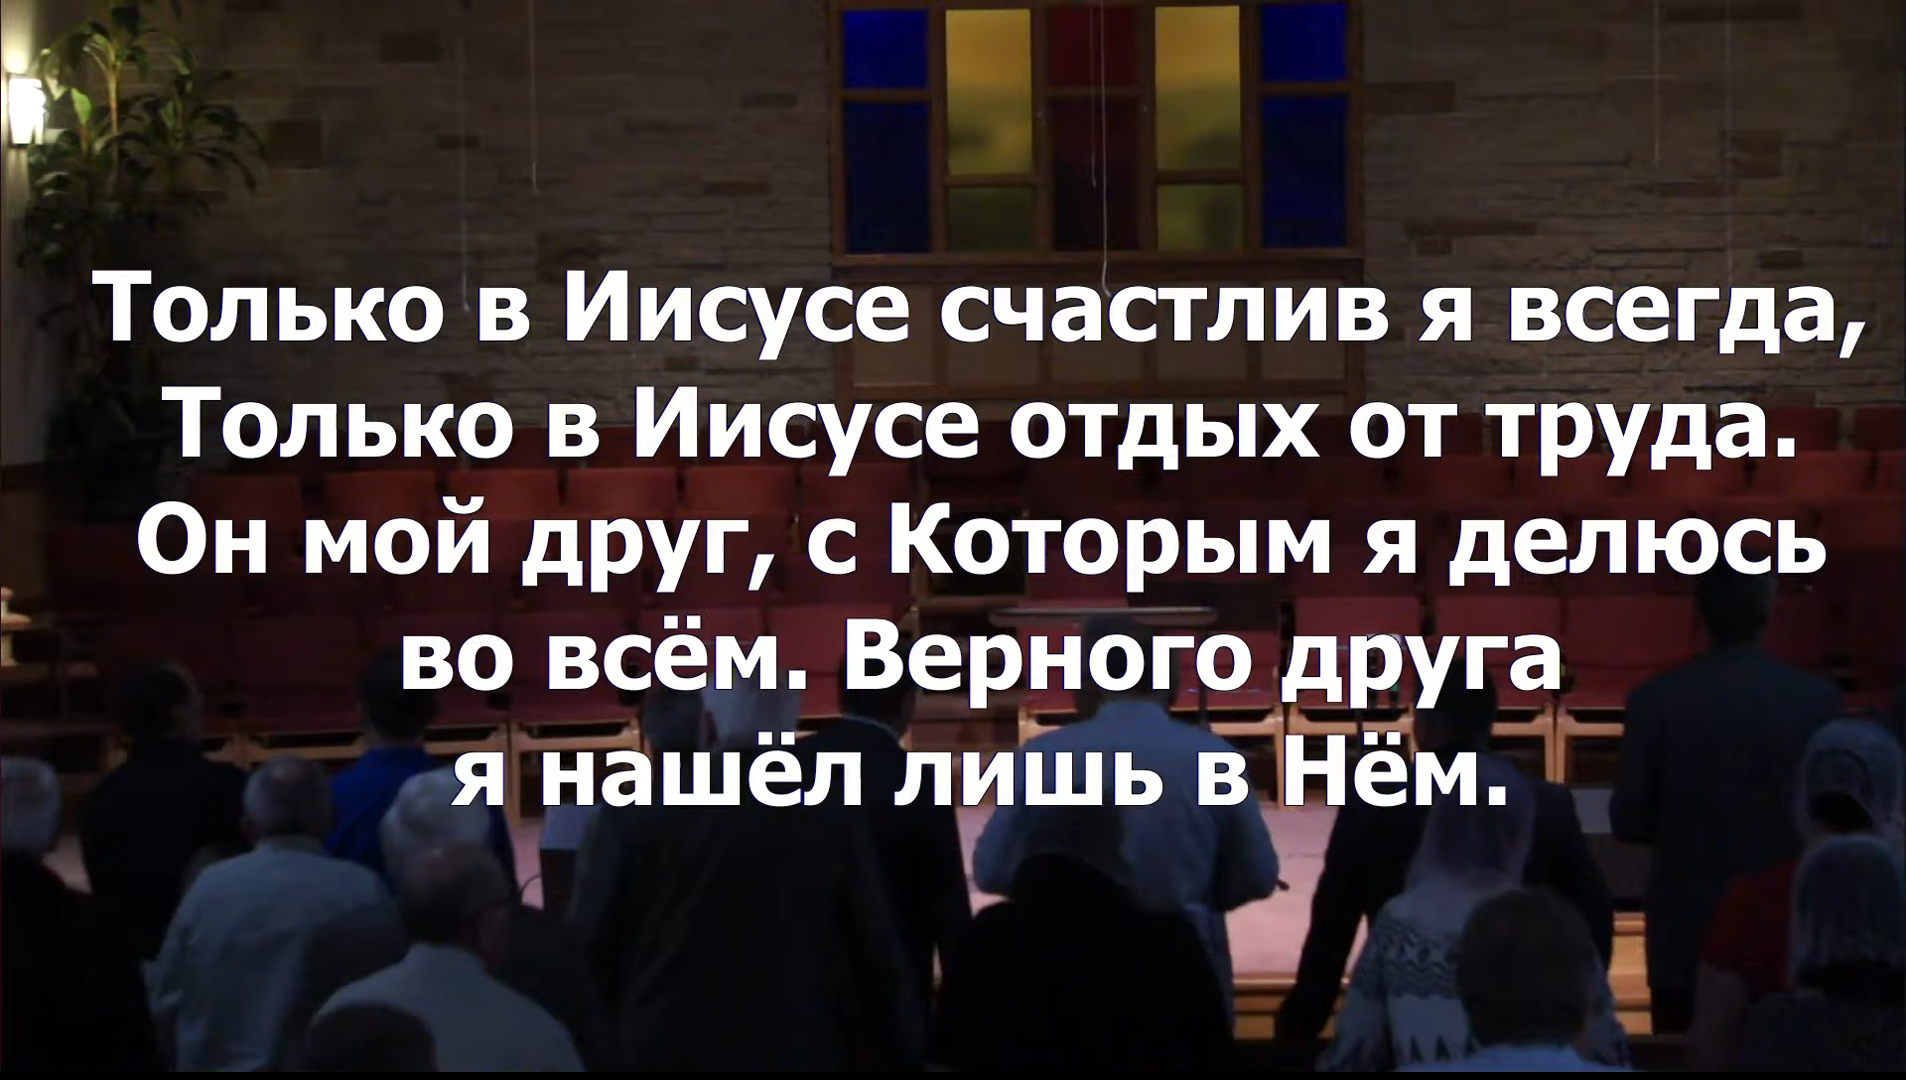 Только в Иисусе счастлив я всегда,
Только в Иисусе отдых от труда.
Он мой друг, с Которым я делюсь
во всём. Верного друга
я нашёл лишь в Нём.